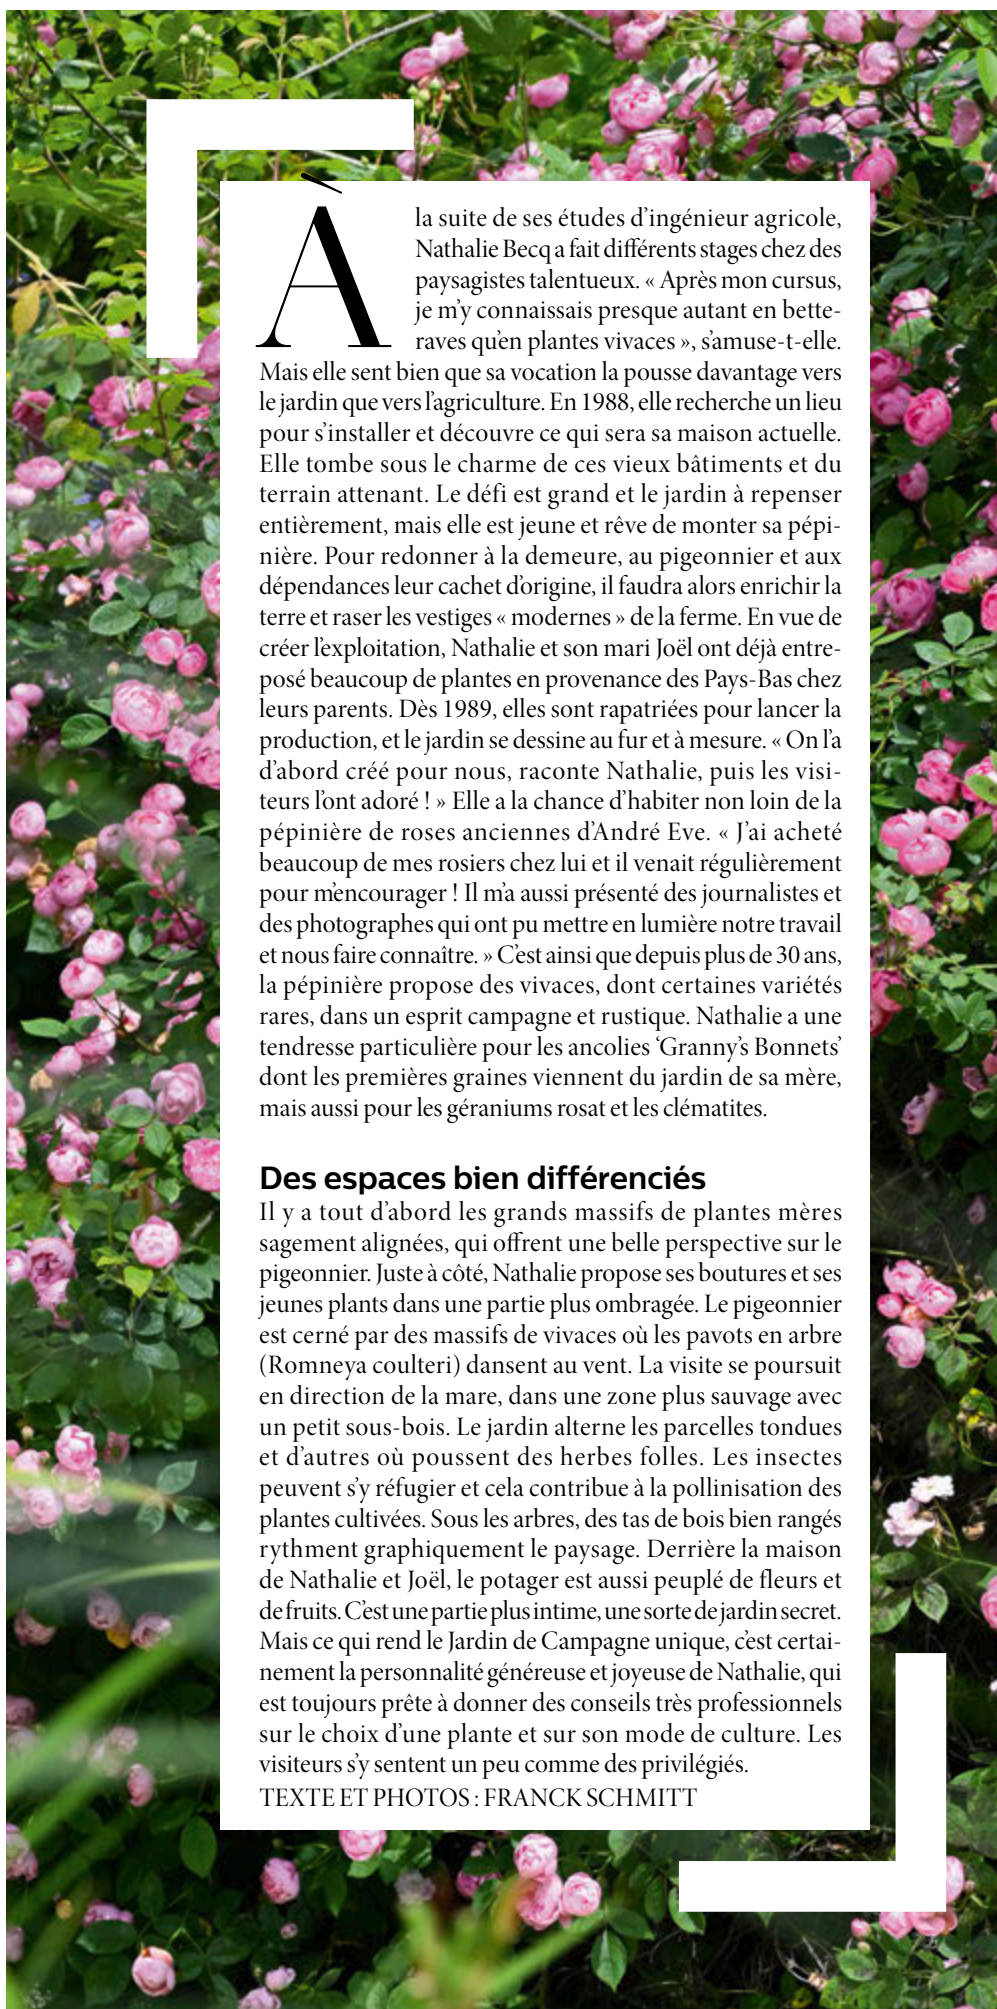 À la suite de ses études d'ingénieur agricole,
Nathalie Becq a fait différents stages chez des
paysagistes talentueux. « Après mon cursus,
je m'y connaissais presque autant en bette-
raves qu'en plantes vivaces », s'amuse-t-elle.
Mais elle sent bien que sa vocation la pousse davantage vers
le jardin que vers l'agriculture. En 1988, elle recherche un lieu
pour s'installer et découvre ce qui sera sa maison actuelle.
Elle tombe sous le charme de ces vieux bâtiments et du
terrain attenant. Le défi est grand et le jardin à repenser
entièrement, mais elle est jeune et rêve de monter sa pépi-
nière. Pour redonner à la demeure, au pigeonnier et aux
dépendances leur cachet d'origine, il faudra alors enrichir la
terre et raser les vestiges « modernes » de la ferme. En vue de
créer l'exploitation, Nathalie et son mari Joël ont déjà entre-
posé beaucoup de plantes en provenance des Pays-Bas chez
leurs parents. Dès 1989, elles sont rapatriées pour lancer la
production, et le jardin se dessine au fur et à mesure. « On l'a
d'abord créé pour nous, raconte Nathalie, puis les visi-
teurs l'ont adoré ! » Elle a la chance d'habiter non loin de la
pépinière de roses anciennes d'André Eve. « J'ai acheté
beaucoup de mes rosiers chez lui et il venait régulièrement
pour m'encourager ! Il m'a aussi présenté des journalistes et
des photographes qui ont pu mettre en lumière notre travail
et nous faire connaître. » C'est ainsi que depuis plus de 30 ans,
la pépinière propose des vivaces, dont certaines variétés
rares, dans un esprit campagne et rustique. Nathalie a une
tendresse particulière pour les ancolies ‘Granny's Bonnets’
dont les premières graines viennent du jardin de sa mère,
mais aussi pour les géraniums rosat et les clématites.
Des espaces bien différenciés
Il y a tout d'abord les grands massifs de plantes mères
sagement alignées, qui offrent une belle perspective sur le
pigeonnier. Juste à côté, Nathalie propose ses boutures et ses
jeunes plants dans une partie plus ombragée. Le pigeonnier
est cerné par des massifs de vivaces où les pavots en arbre
(Romneya coulteri) dansent au vent. La visite se poursuit
en direction de la mare, dans une zone plus sauvage avec
un petit sous-bois. Le jardin alterne les parcelles tondues
et d'autres où poussent des herbes folles. Les insectes
peuvent s'y réfugier et cela contribue à la pollinisation des
plantes cultivées. Sous les arbres, des tas de bois bien rangés
rythment graphiquement le paysage. Derrière la maison
de Nathalie et Joël, le potager est aussi peuplé de fleurs et
de fruits. C'est une partie plus intime, une sorte de jardin secret.
Mais ce qui rend le Jardin de Campagne unique, c'est certai-
nement la personnalité généreuse et joyeuse de Nathalie, qui
est toujours prête à donner des conseils très professionnels
sur le choix d'une plante et sur son mode de culture. Les
visiteurs s'y sentent un peu comme des privilégiés.
TEXTE ET PHOTOS : FRANCK SCHMITT